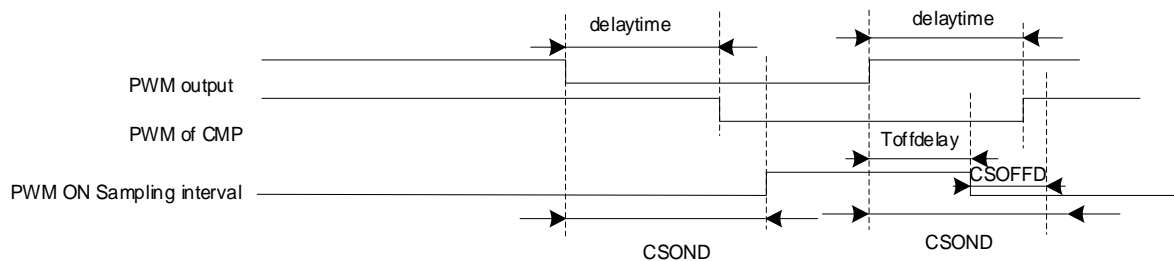 delaytime
delaytime
PWM output
PWM of CMP
Toffdelay
CSOFFD
PWM ON Sampling interval
CSOND
CSOND